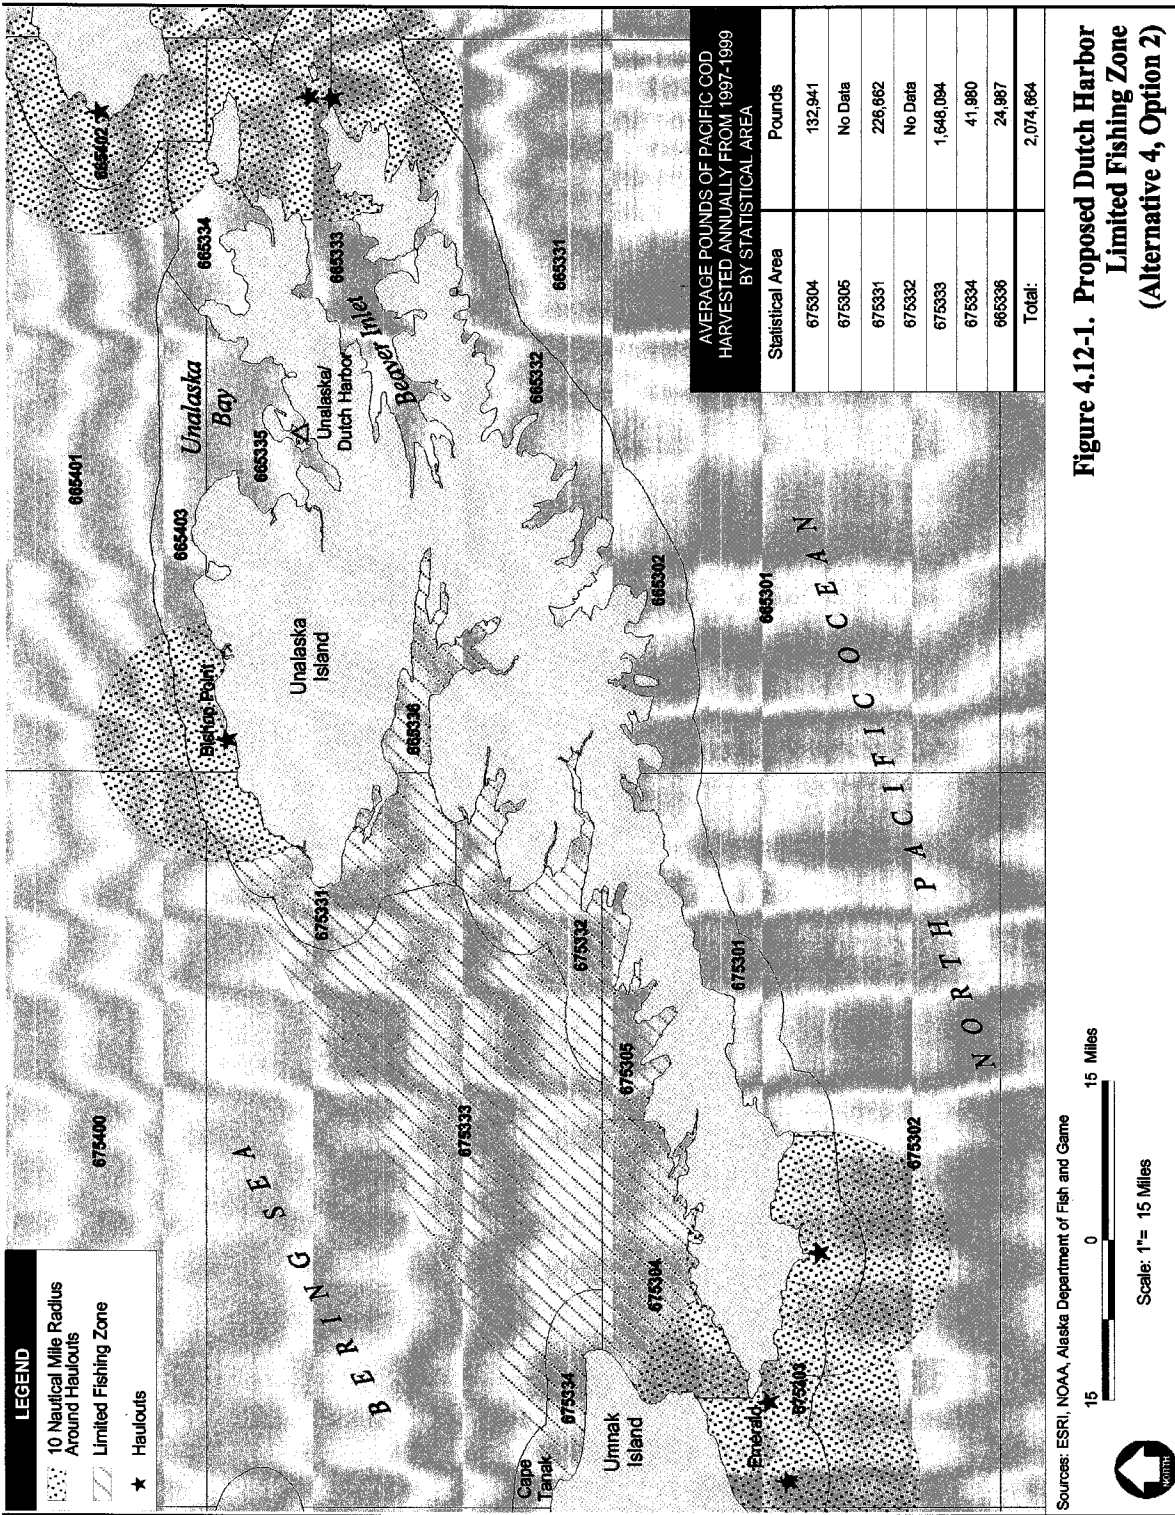 LEGEND
10 Nautical Mile Radius
Around Haulouts
Limited Fishing Zone
Haulouts
BERING SEA
NORTH PACIFIC OCEAN
675400
665401
665402
665403
665334
Unalaska
Bay
665335
Unalaska/
Dutch Harbor
665333
Beaver Inlet
665331
665332
Bishop Point
Unalaska
Island
665336
665302
665301
675331
675332
675333
675305
675301
675302
675304
675334
Cape
Tanak
Umnak
Island
Emerald
AVERAGE POUNDS OF PACIFIC COD
HARVESTED ANNUALLY FROM 1997-1999
BY STATISTICAL AREA
Statistical Area Pounds
675304 132,941
675305 No Data
675331 226,662
675332 No Data
675333 1,648,094
675334 41,980
665336 24,987
Total: 2,074,664
Sources: ESRI, NOAA, Alaska Department of Fish and Game
15 0 15 Miles
Scale: 1"= 15 Miles
NORTH
Figure 4.12-1. Proposed Dutch Harbor
Limited Fishing Zone
(Alternative 4, Option 2)